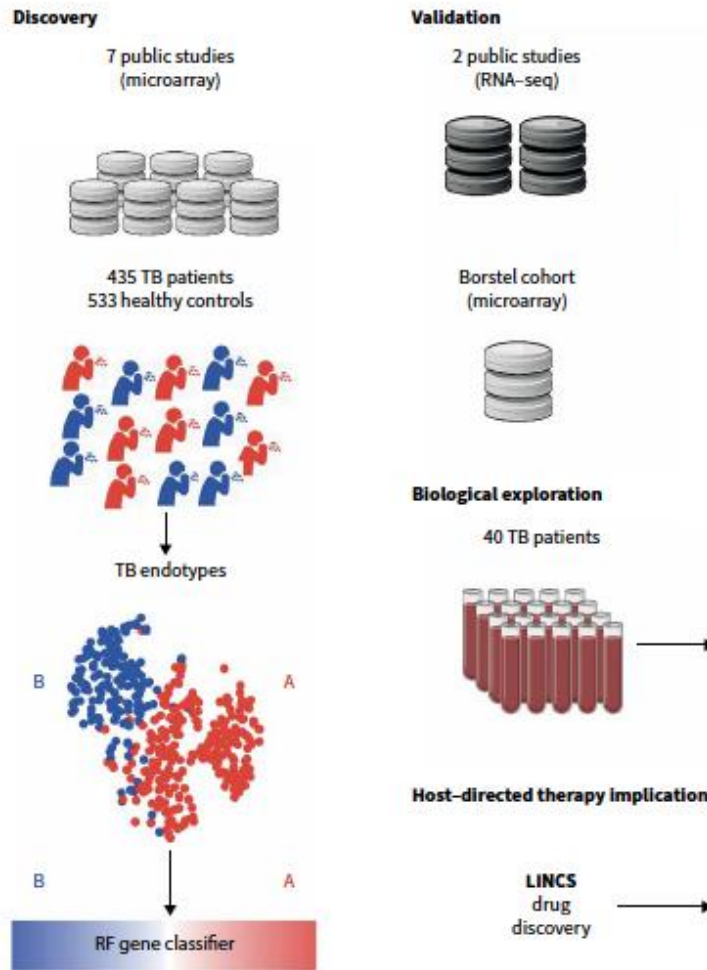 Discovery
7 public studies
(microarray)
435 TB patients
533 healthy controls
TB endotypes
B
A
B
A
RF gene classifier
Validation
2 public studies
(RNA–seq)
Borstel cohort
(microarray)
Biological exploration
40 TB patients
Host–directed therapy implication
LINCS
drug
discovery